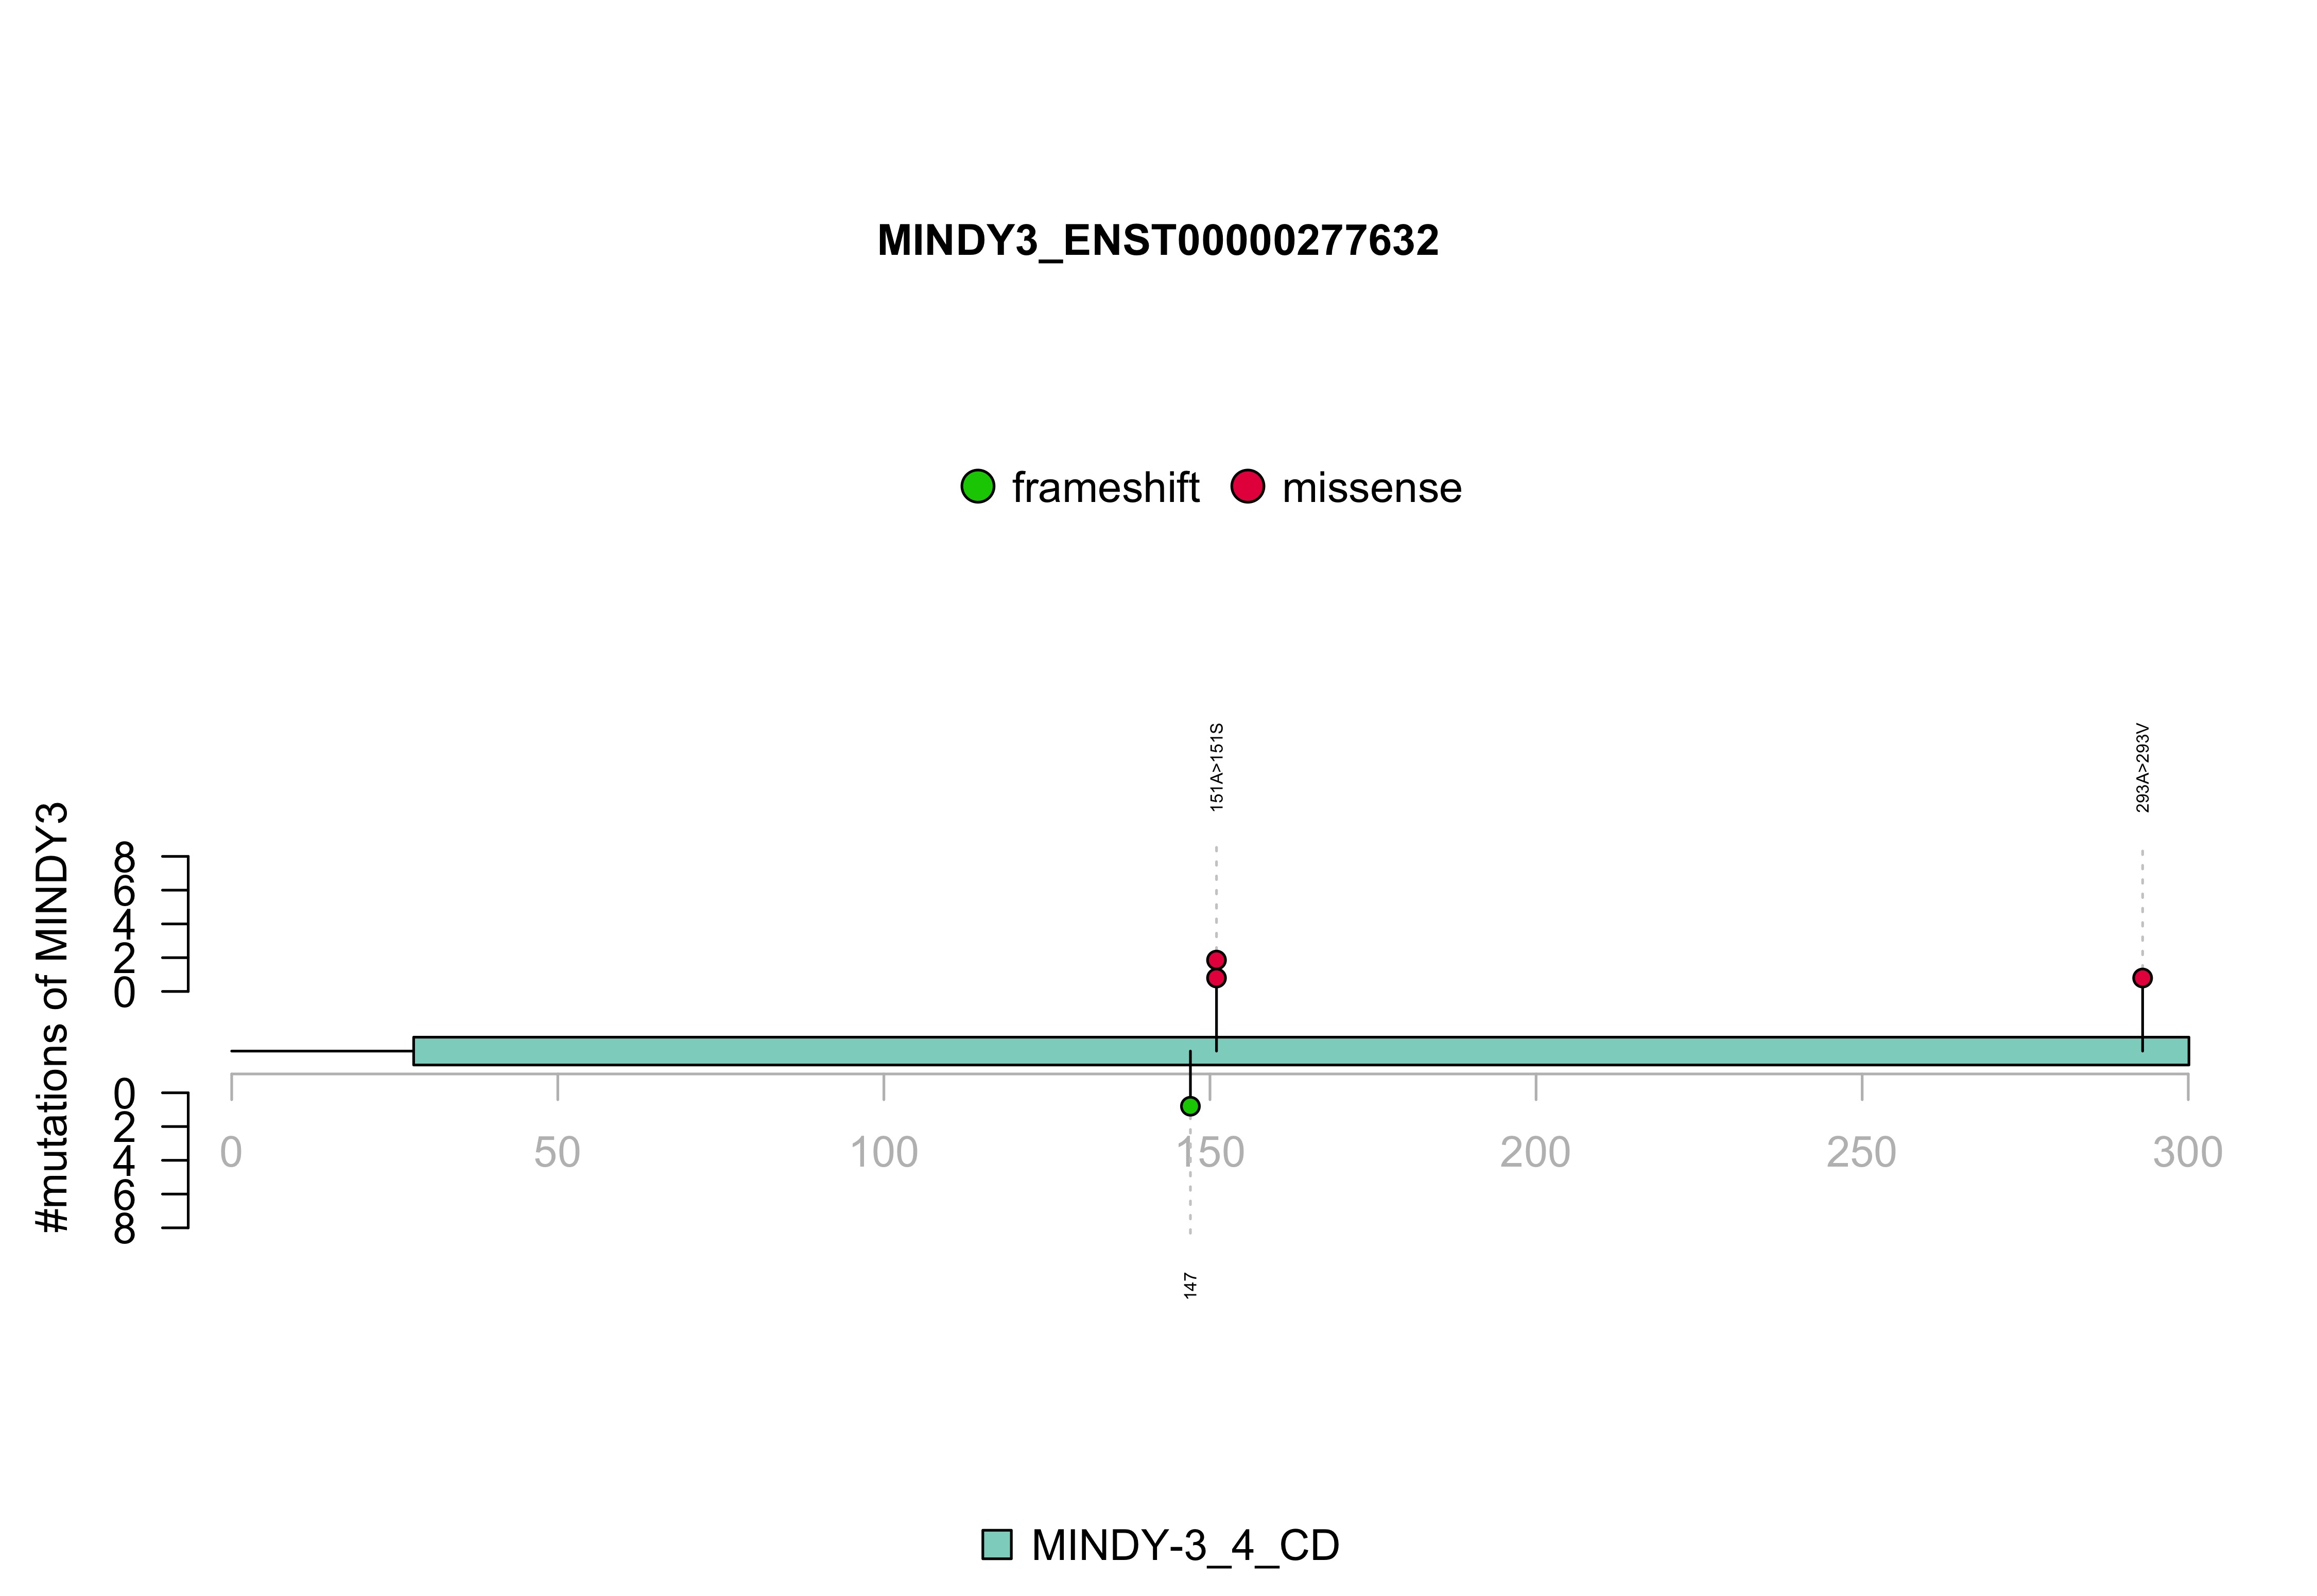 MINDY3_ENST00000277632
frameshift missense
151A>151S
293A>293V
#mutations of MINDY3
8
6
4
2
0
0
2
4
6
8
0 50 100 150 200 250 300
147
MINDY-3_4_CD